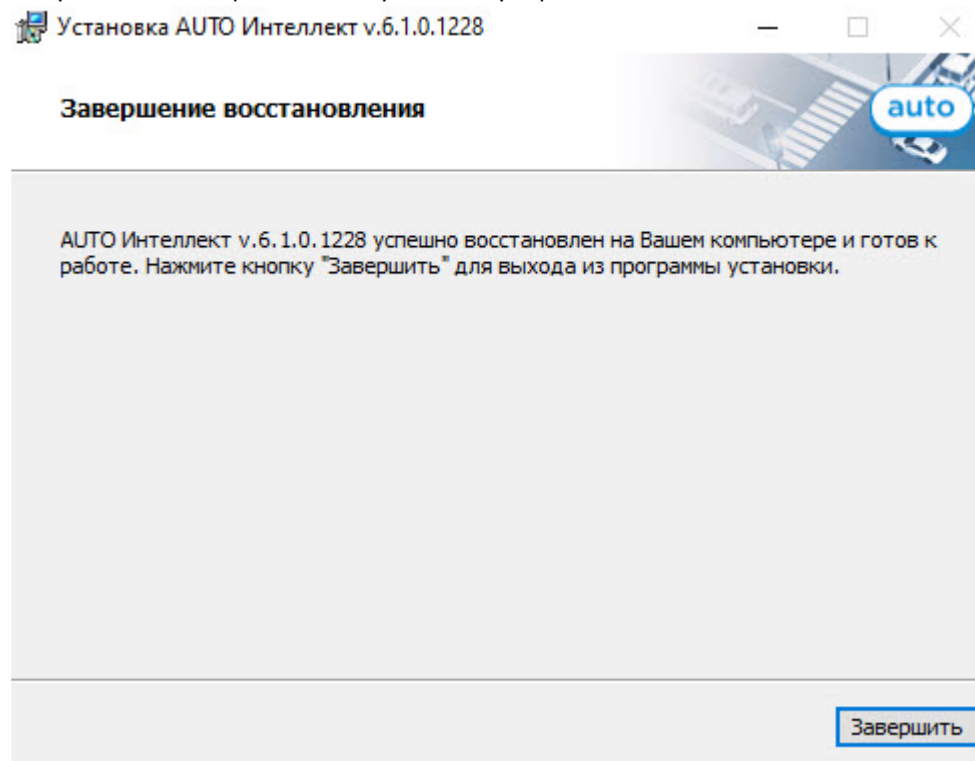 Установка AUTO Интеллект v.6.1.0.1228
Завершение восстановления
auto
AUTO Интеллект v.6.1.0.1228 успешно восстановлен на Вашем компьютере и готов к
работе. Нажмите кнопку "Завершить" для выхода из программы установки.
Завершить